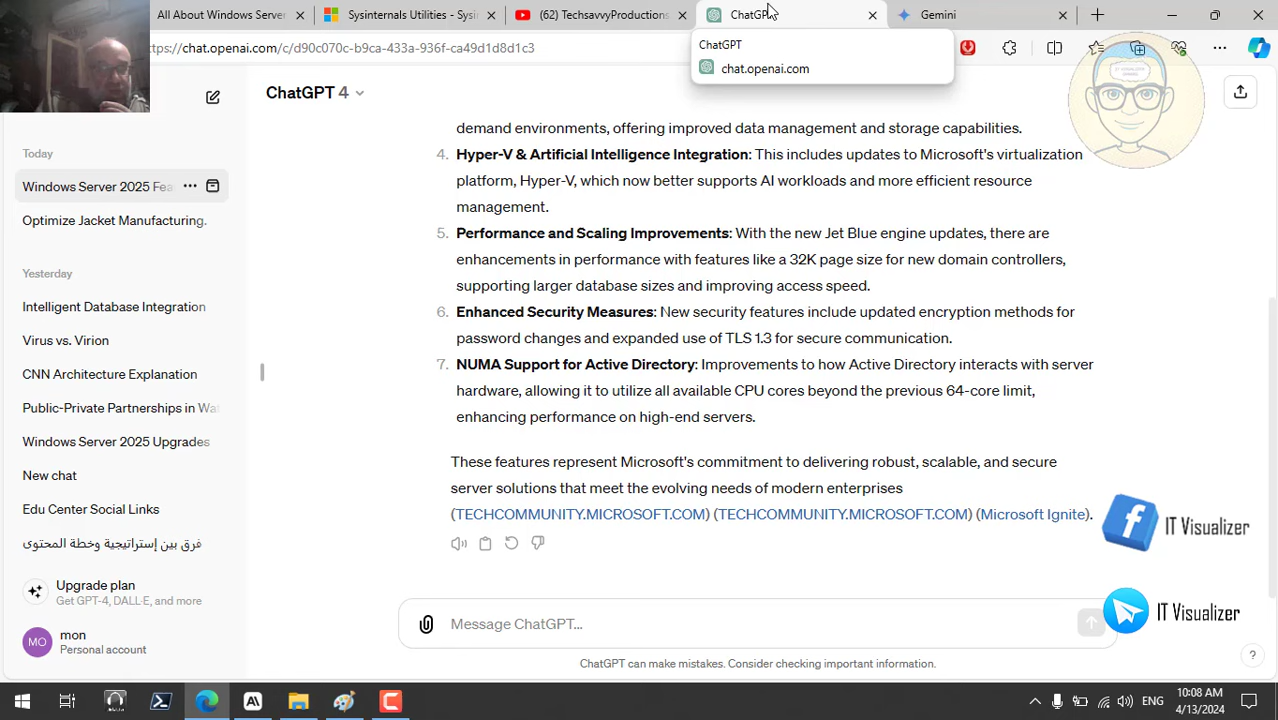 All About Windows Server
Sysinternals Utilities - Sysin
(62) TechsavvyProductions
ChatGP
Gemini
ttps://chat.openai.com/c/d90c070c-b9ca-433a-936f-ca49d1d8d1c3
ChatGPT
chat.openai.com
IT VISUALIZER
ChatGPT 4
Today
Windows Server 2025 Fea
Optimize Jacket Manufacturing.
Yesterday
Intelligent Database Integration
Virus vs. Virion
CNN Architecture Explanation
Public-Private Partnerships in Wat
Windows Server 2025 Upgrades
New chat
Edu Center Social Links
فرق بين إستراتيجية وخطة المحتوى
Upgrade plan
Get GPT-4, DALL·E, and more
MO
mon
Personal account
demand environments, offering improved data management and storage capabilities.
4. Hyper-V & Artificial Intelligence Integration: This includes updates to Microsoft's virtualization
platform, Hyper-V, which now better supports AI workloads and more efficient resource
management.
5. Performance and Scaling Improvements: With the new Jet Blue engine updates, there are
enhancements in performance with features like a 32K page size for new domain controllers,
supporting larger database sizes and improving access speed.
6. Enhanced Security Measures: New security features include updated encryption methods for
password changes and expanded use of TLS 1.3 for secure communication.
7. NUMA Support for Active Directory: Improvements to how Active Directory interacts with server
hardware, allowing it to utilize all available CPU cores beyond the previous 64-core limit,
enhancing performance on high-end servers.
These features represent Microsoft's commitment to delivering robust, scalable, and secure
server solutions that meet the evolving needs of modern enterprises
(TECHCOMMUNITY.MICROSOFT.COM) (TECHCOMMUNITY.MICROSOFT.COM) (Microsoft Ignite).
IT Visualizer
IT Visualizer
Message ChatGPT...
ChatGPT can make mistakes. Consider checking important information.
?
ENG
10:08 AM
4/13/2024